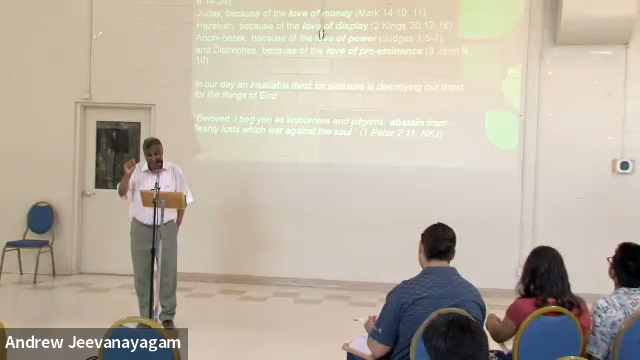 6:14-29).
Judas, because of the love of money (Mark 14:10, 11).
Hezekiah, because of the love of display (2 Kings 20:12-18)
Adoni-bezek, because of the love of power (Judges 1:5-7),
and Diotrephes, because of the love of pre-eminence (3 John 9,
10)
In our day an insatiable thirst for pleasure is destroying our thirst
for the things of God
"Beloved, I beg you as sojourners and pilgrims, abstain from
fleshly lusts which war against the soul" (1 Peter 2:11 NKJ)
Andrew Jeevanayagam